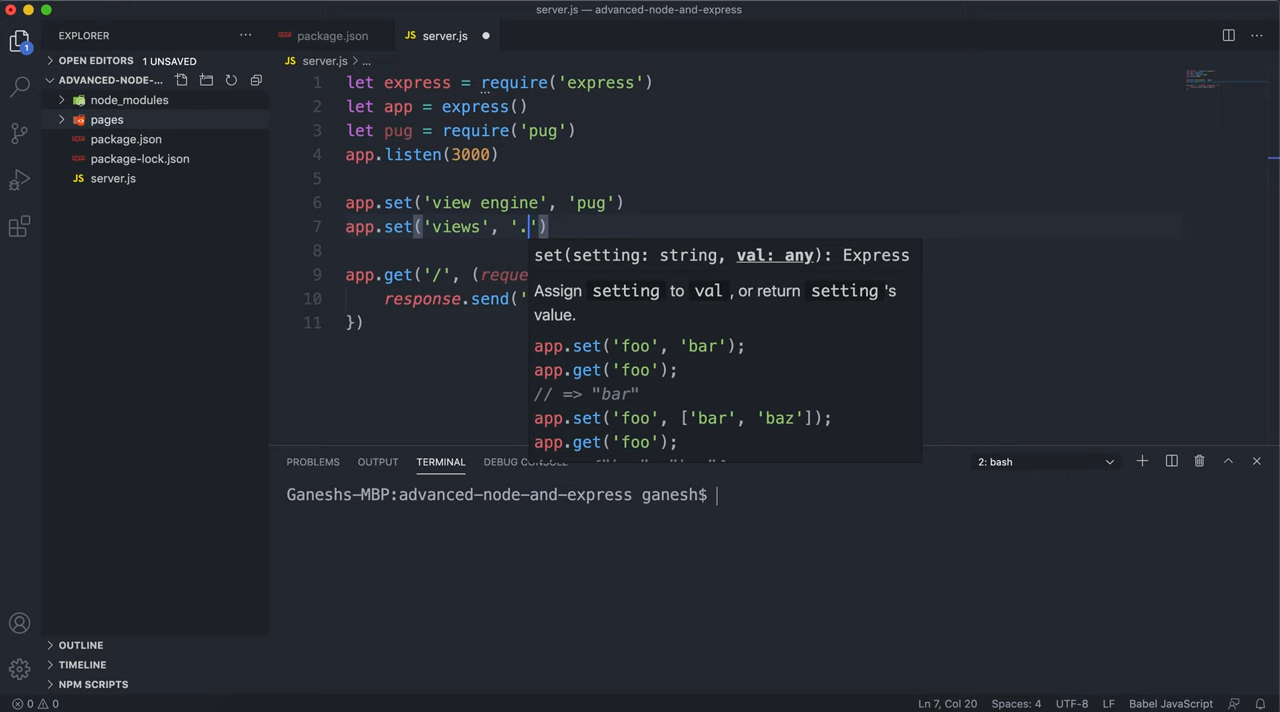 server.js — advanced-node-and-express
EXPLORER
package.json
JS server.js
OPEN EDITORS 1 UNSAVED
JS server.js > ...
ADVANCED-NODE-...
node_modules
pages
package.json
package-lock.json
JS server.js
1 let express = require('express')
2 let app = express()
3 let pug = require('pug')
4 app.listen(3000)
5
6 app.set('view engine', 'pug')
7 app.set('views', '.')
8
9 app.get('/', (reque
10 response.send('
11 })
set(setting: string, val: any): Express
Assign setting to val , or return setting 's
value.
app.set('foo', 'bar');
app.get('foo');
// => "bar"
app.set('foo', ['bar', 'baz']);
app.get('foo');
PROBLEMS OUTPUT TERMINAL DEBUG CONSOLE
2: bash
Ganeshs-MBP:advanced-node-and-express ganesh$
1
OUTLINE
TIMELINE
NPM SCRIPTS
0 0
Ln 7, Col 20 Spaces: 4 UTF-8 LF Babel JavaScript